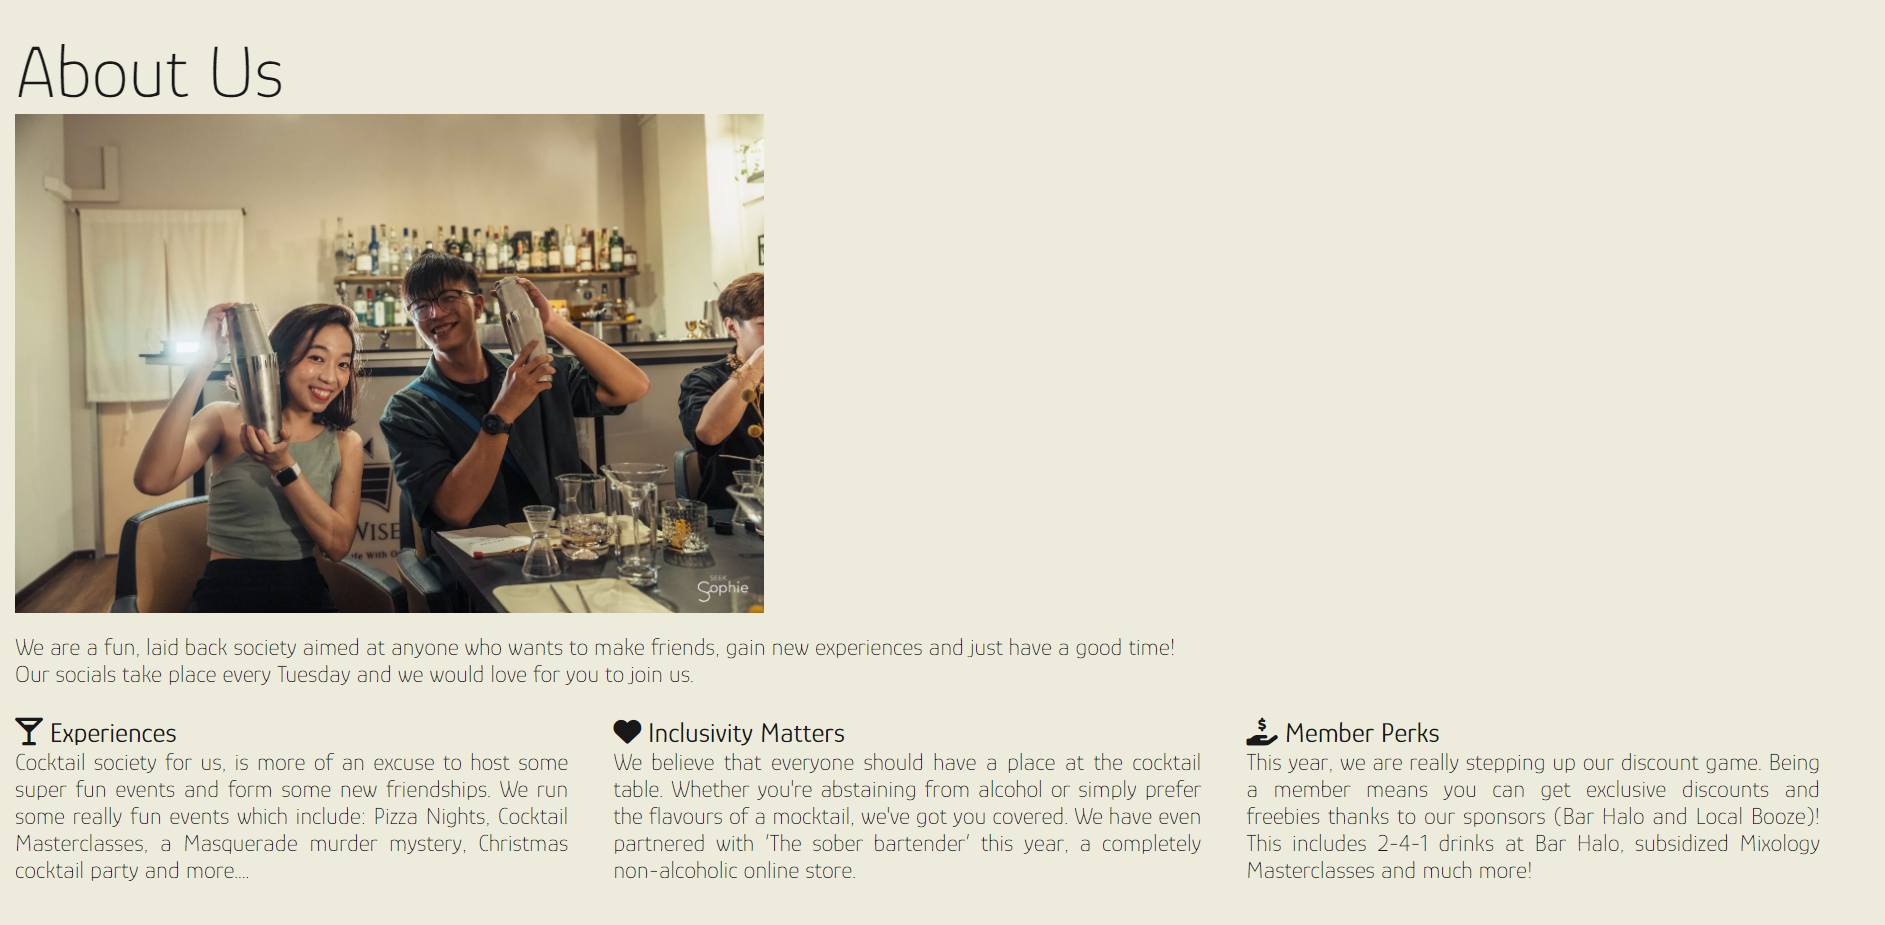 About Us
WISE
ife With O
SEEK
Sophie
We are a fun, laid back society aimed at anyone who wants to make friends, gain new experiences and just have a good time!
Our socials take place every Tuesday and we would love for you to join us.
Experiences
Cocktail society for us, is more of an excuse to host some
super fun events and form some new friendships. We run
some really fun events which include: Pizza Nights, Cocktail
Masterclasses, a Masquerade murder mystery, Christmas
cocktail party and more....
Inclusivity Matters
We believe that everyone should have a place at the cocktail
table. Whether you're abstaining from alcohol or simply prefer
the flavours of a mocktail, we've got you covered. We have even
partnered with 'The sober bartender' this year, a completely
non-alcoholic online store.
$
Member Perks
This year, we are really stepping up our discount game. Being
a member means you can get exclusive discounts and
freebies thanks to our sponsors (Bar Halo and Local Booze)!
This includes 2-4-1 drinks at Bar Halo, subsidized Mixology
Masterclasses and much more!